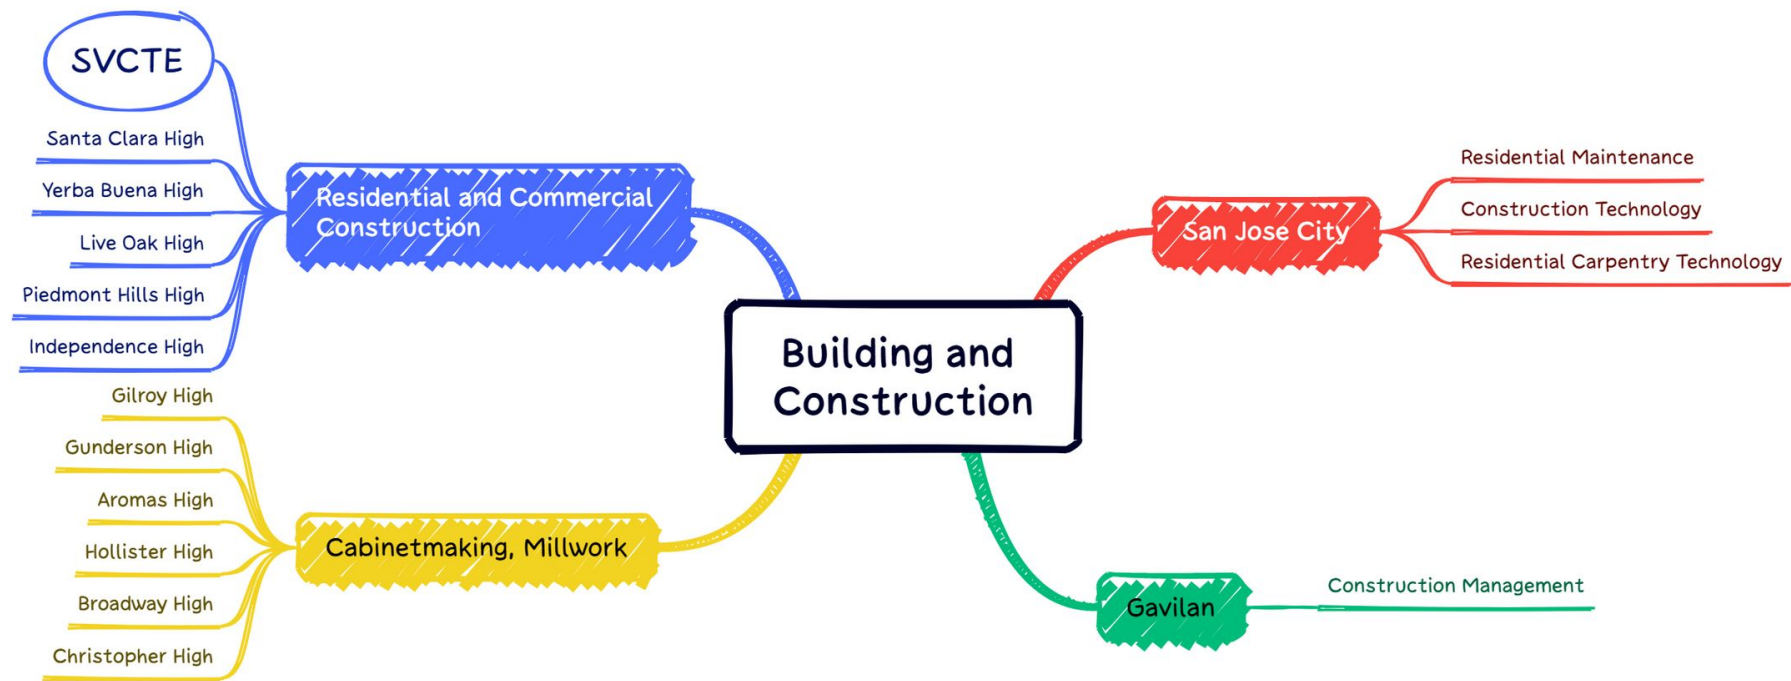 SVCTE
Santa Clara High
Yerba Buena High
Live Oak High
Piedmont Hills High
Independence High
Residential and Commercial
Construction
Gilroy High
Gunderson High
Aromas High
Hollister High
Broadway High
Christopher High
Cabinetmaking, Millwork
Building and
Construction
San Jose City
Residential Maintenance
Construction Technology
Residential Carpentry Technology
Gavilan
Construction Management